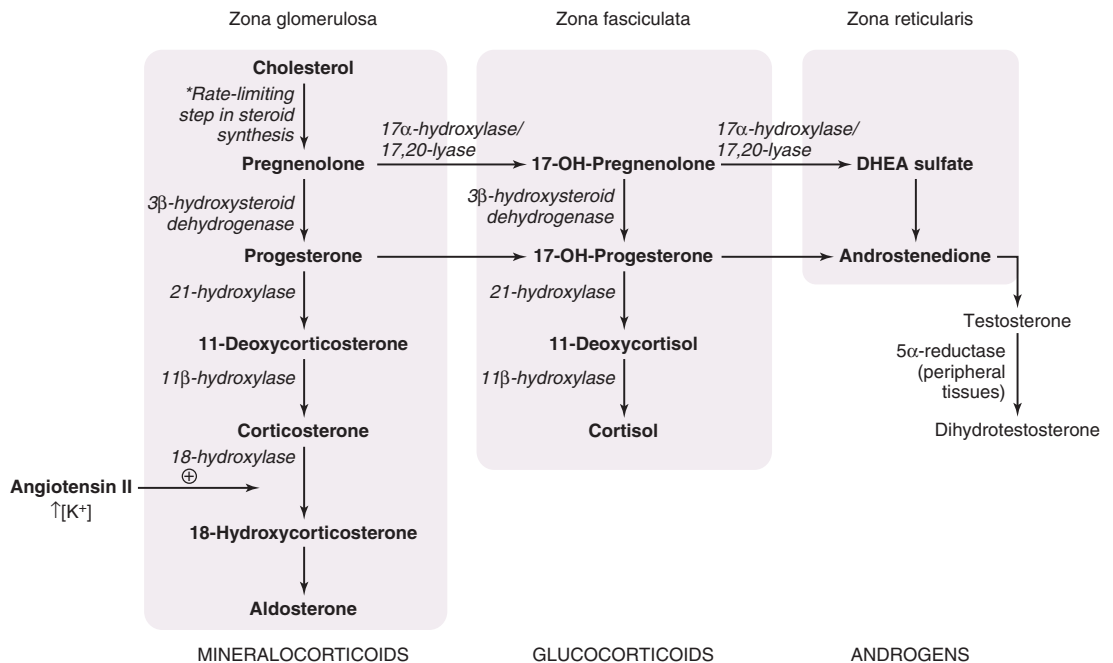 Zona glomerulosa
Zona fasciculata
Zona reticularis
Cholesterol
*Rate-limiting
step in steroid
synthesis
17α-hydroxylase/
17,20-lyase
17α-hydroxylase/
17,20-lyase
Pregnenolone
17-OH-Pregnenolone
DHEA sulfate
3β-hydroxysteroid
dehydrogenase
3β-hydroxysteroid
dehydrogenase
Progesterone
17-OH-Progesterone
Androstenedione
21-hydroxylase
21-hydroxylase
Testosterone
11-Deoxycorticosterone
11-Deoxycortisol
5α-reductase
(peripheral
tissues)
11β-hydroxylase
11β-hydroxylase
Corticosterone
Cortisol
Dihydrotestosterone
18-hydroxylase
⊕
Angiotensin II
↑[K⁺]
18-Hydroxycorticosterone
Aldosterone
MINERALOCORTICOIDS
GLUCOCORTICOIDS
ANDROGENS